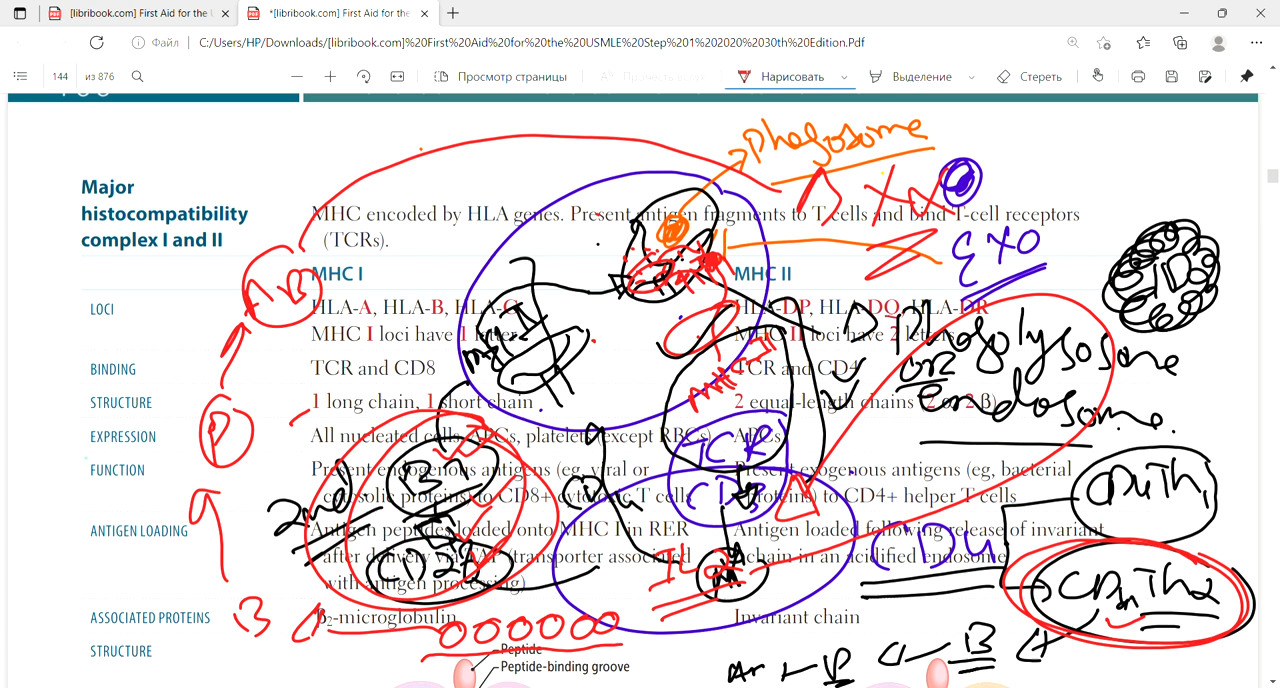 [libribook.com] First Aid for the U
*[libribook.com] First Aid for the
Файл C:/Users/HP/Downloads/[libribook.com]%20First%20Aid%20for%20the%20USMLE%20Step%201%202020%2030th%20Edition.Pdf
144 из 876 Просмотр страницы Нарисовать Выделение Стереть
phagosome
Major
histocompatibility
complex I and II
MHC encoded by HLA genes. Present antigen fragments to T cells and bind T-cell receptors
(TCRs).
EXO
MHC I MHC II
LOCI HLA-A, HLA-B, HLA-C HLA-DP, HLA-DQ, HLA-DR
MHC I loci have 1 letter MHC II loci have 2 letters
Phagolysosome
OR
Endosome
BINDING TCR and CD8 TCR and CD4
STRUCTURE 1 long chain, 1 short chain 2 equal-length chains (2 α, 2 β)
EXPRESSION All nucleated cells, APCs, platelets (except RBCs) APCs
FUNCTION Present endogenous antigens (eg, viral or
cytosolic proteins) to CD8+ cytotoxic T cells
Present exogenous antigens (eg, bacterial
proteins) to CD4+ helper T cells
MHC II
TCR
B7
2nd
CD4
ANTIGEN LOADING Antigen peptides loaded onto MHC I in RER
after delivery via TAP (transporter associated
with antigen processing)
Antigen loaded following release of invariant
chain in an acidified endosome
IL2
ASSOCIATED PROTEINS β₂-microglobulin Invariant chain
STRUCTURE
Peptide
Peptide-binding groove
B